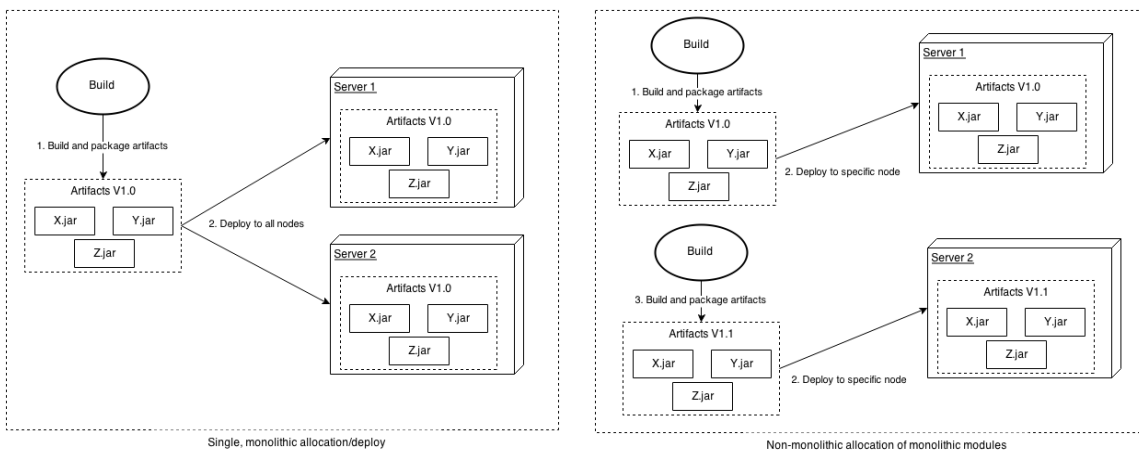 Build
1. Build and package artifacts
Artifacts V1.0
X.jar
Y.jar
Z.jar
2. Deploy to all nodes
Server 1
Artifacts V1.0
X.jar
Y.jar
Z.jar
Server 2
Artifacts V1.0
X.jar
Y.jar
Z.jar
Single, monolithic allocation/deploy
Build
1. Build and package artifacts
Artifacts V1.0
X.jar
Y.jar
Z.jar
2. Deploy to specific node
Server 1
Artifacts V1.0
X.jar
Y.jar
Z.jar
Build
3. Build and package artifacts
Artifacts V1.1
X.jar
Y.jar
Z.jar
2. Deploy to specific node
Server 2
Artifacts V1.1
X.jar
Y.jar
Z.jar
Non-monolithic allocation of monolithic modules